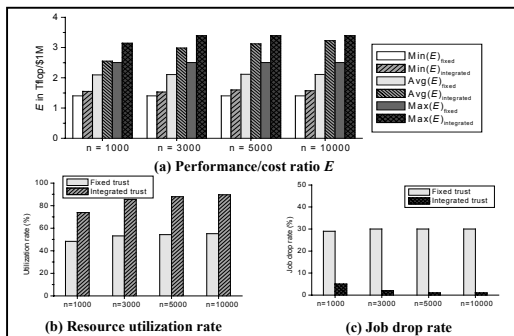 E in Tflop/$1M
4
3
2
1
0
n = 1000
n = 3000
n = 5000
n = 10000
Min(E)fixed
Min(E)integrated
Avg(E)fixed
Avg(E)integrated
Max(E)fixed
Max(E)integrated
(a) Performance/cost ratio E
Utilization rate (%)
100
80
60
40
20
0
Fixed trust
Integrated trust
n=1000
n=3000
n=5000
n=10000
(b) Resource utilization rate
Job drop rate (%)
50
40
30
20
10
0
Fixed trust
Integrated trust
n=1000
n=3000
n=5000
n=10000
(c) Job drop rate